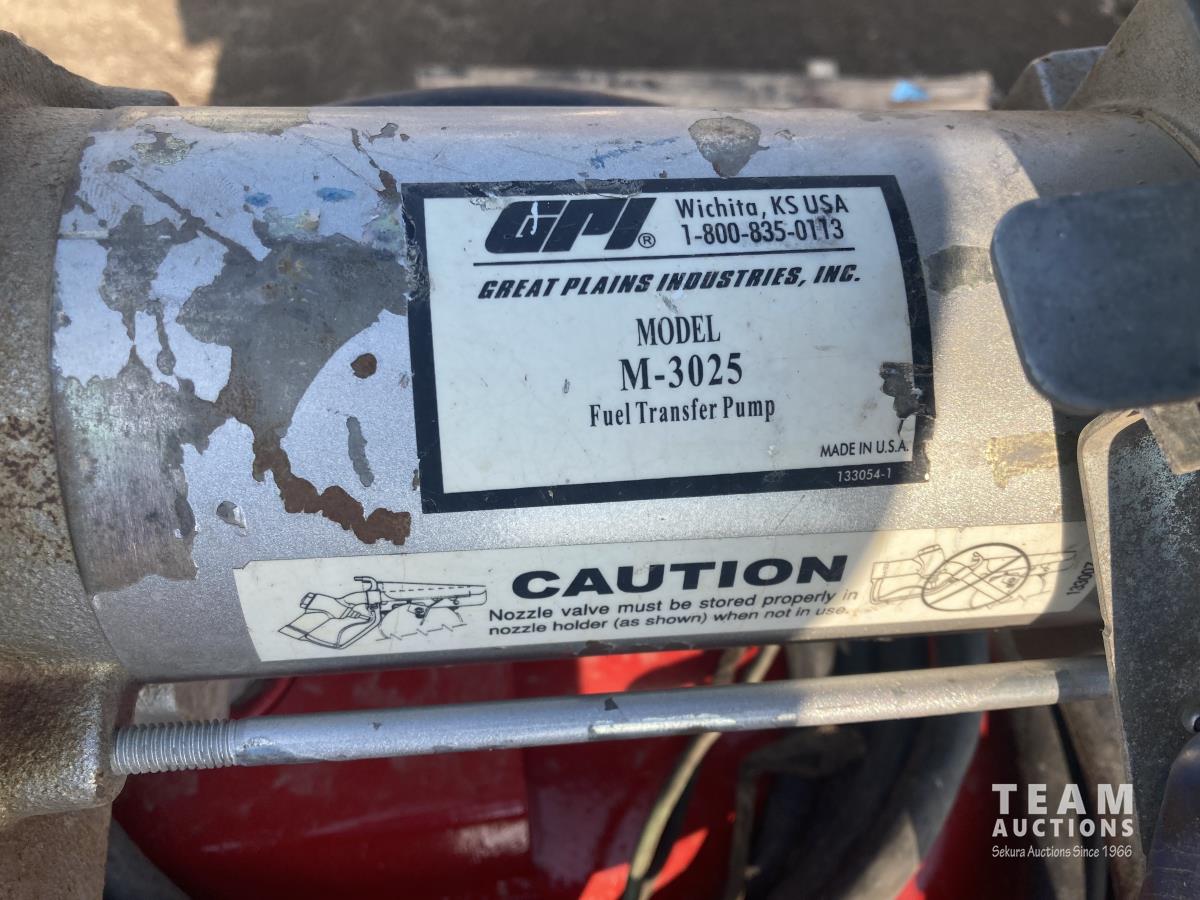 GPI® Wichita, KS USA
1-800-835-0113
GREAT PLAINS INDUSTRIES, INC.
MODEL
M-3025
Fuel Transfer Pump
MADE IN U.S.A.
133054-1
CAUTION
Nozzle valve must be stored properly in
nozzle holder (as shown) when not in use.
133007
TEAM
AUCTIONS
Sekura Auctions Since 1966